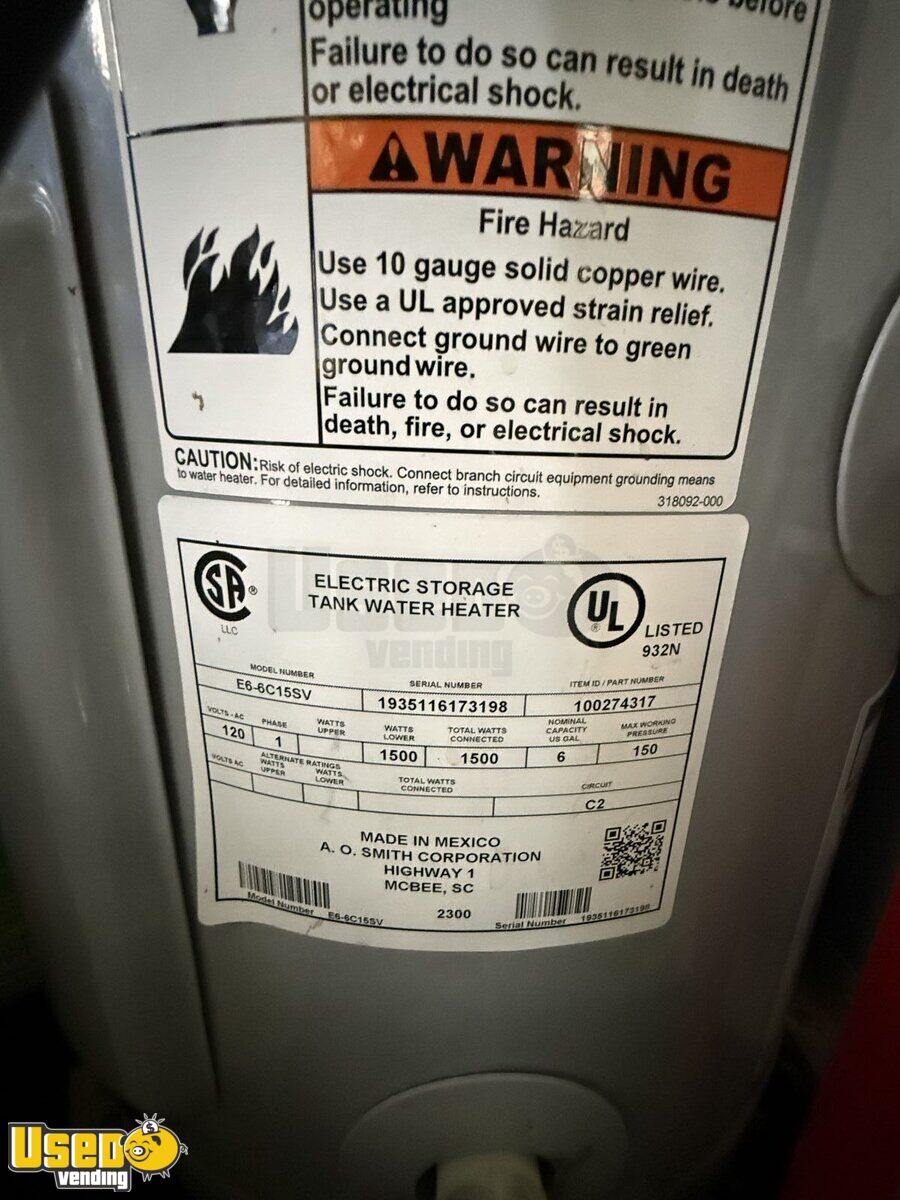 operating
before
Failure to do so can result in death
or electrical shock.
WARNING
Fire Hazard
Use 10 gauge solid copper wire.
Use a UL approved strain relief.
Connect ground wire to green
ground wire.
Failure to do so can result in
death, fire, or electrical shock.
CAUTION: Risk of electric shock. Connect branch circuit equipment grounding means
to water heater. For detailed information, refer to instructions.
318092-000
SA ®
LLC
ELECTRIC STORAGE
TANK WATER HEATER
UL ®
LISTED
932N
Used
vending
MODEL NUMBER
E6-6C15SV
SERIAL NUMBER
1935116173198
ITEM ID / PART NUMBER
100274317
VOLTS - AC
120
PHASE
1
WATTS
UPPER
WATTS
LOWER
1500
TOTAL WATTS
CONNECTED
1500
NOMINAL
CAPACITY
US GAL
6
MAX WORKING
PRESSURE
150
VOLTS AC
ALTERNATE RATINGS
WATTS
UPPER
WATTS
LOWER
TOTAL WATTS
CONNECTED
CIRCUIT
C2
MADE IN MEXICO
A. O. SMITH CORPORATION
HIGHWAY 1
MCBEE, SC
2300
Model Number E6-6C15SV
Serial Number 1935116173198
Used
vending